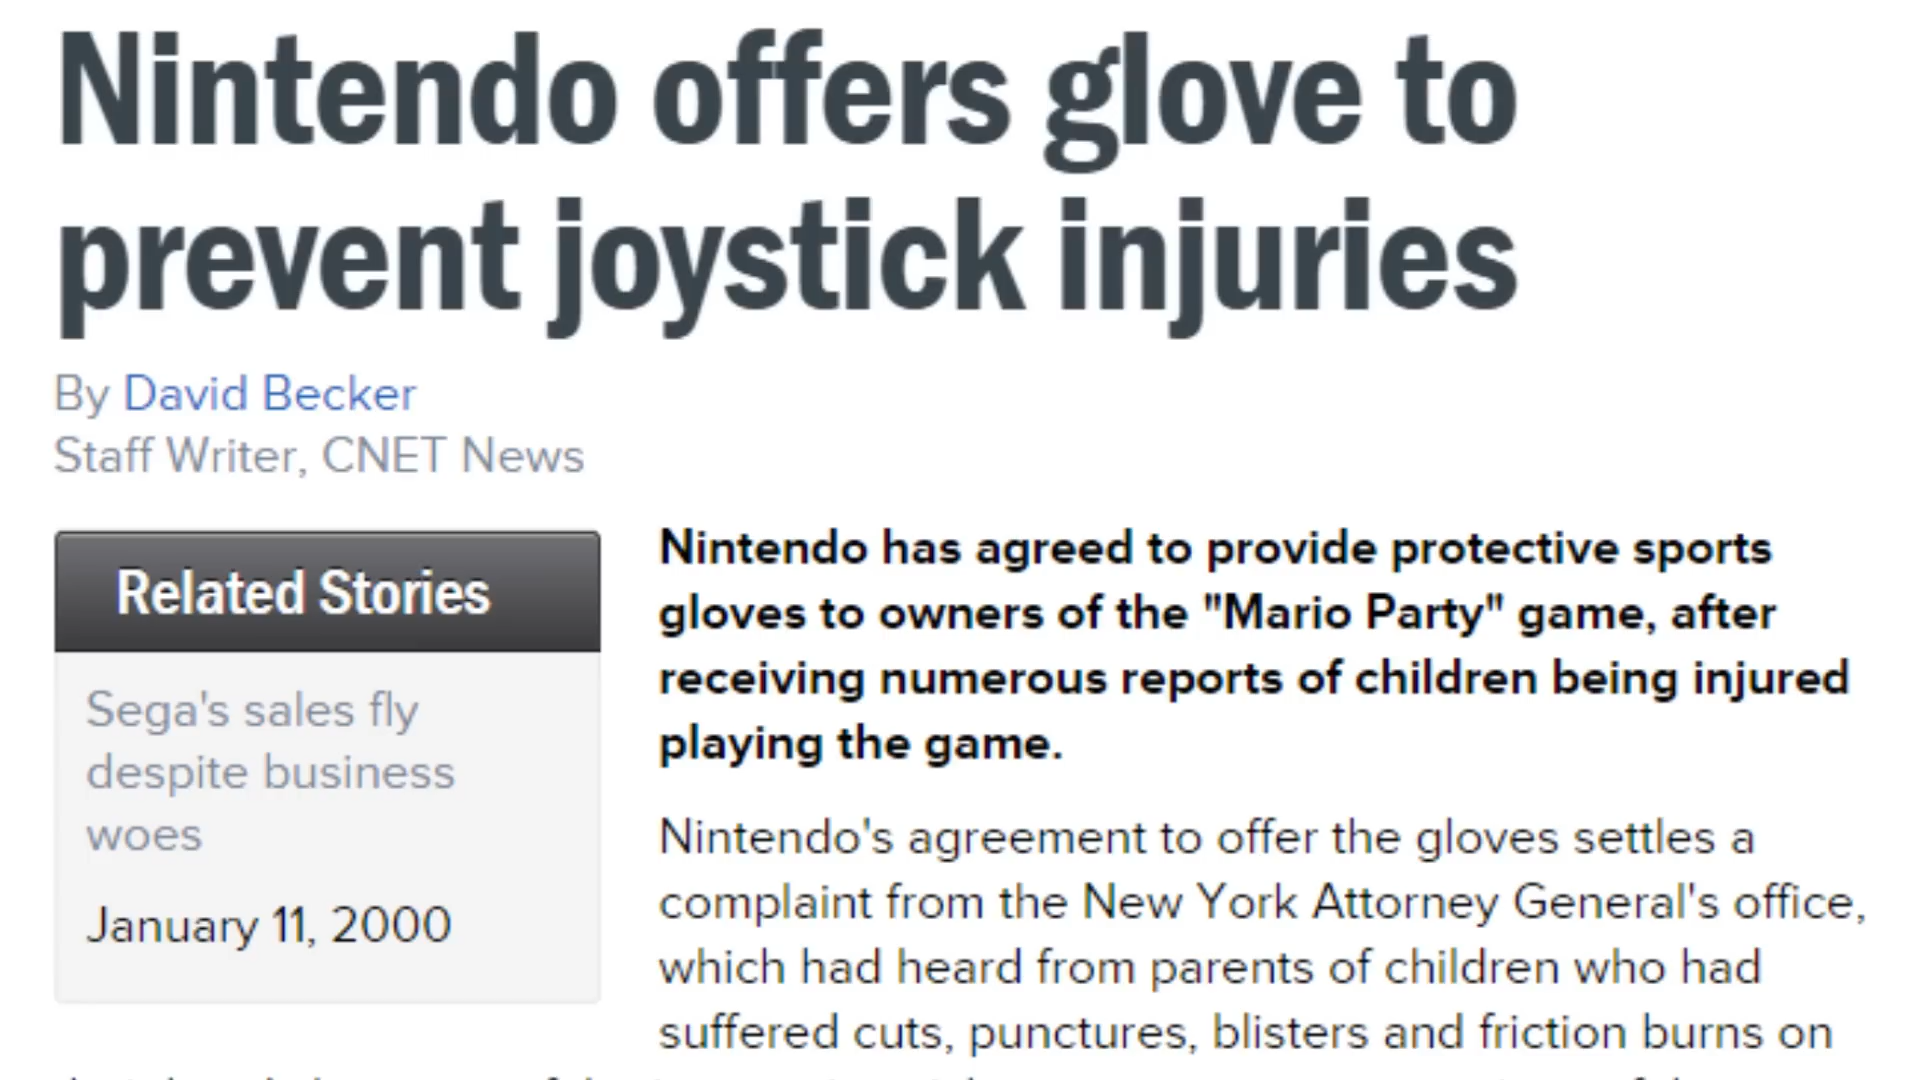 Nintendo offers glove to
prevent joystick injuries
By David Becker
Staff Writer, CNET News
Related Stories
Sega's sales fly
despite business
woes
January 11, 2000
Nintendo has agreed to provide protective sports
gloves to owners of the "Mario Party" game, after
receiving numerous reports of children being injured
playing the game.
Nintendo's agreement to offer the gloves settles a
complaint from the New York Attorney General's office,
which had heard from parents of children who had
suffered cuts, punctures, blisters and friction burns on